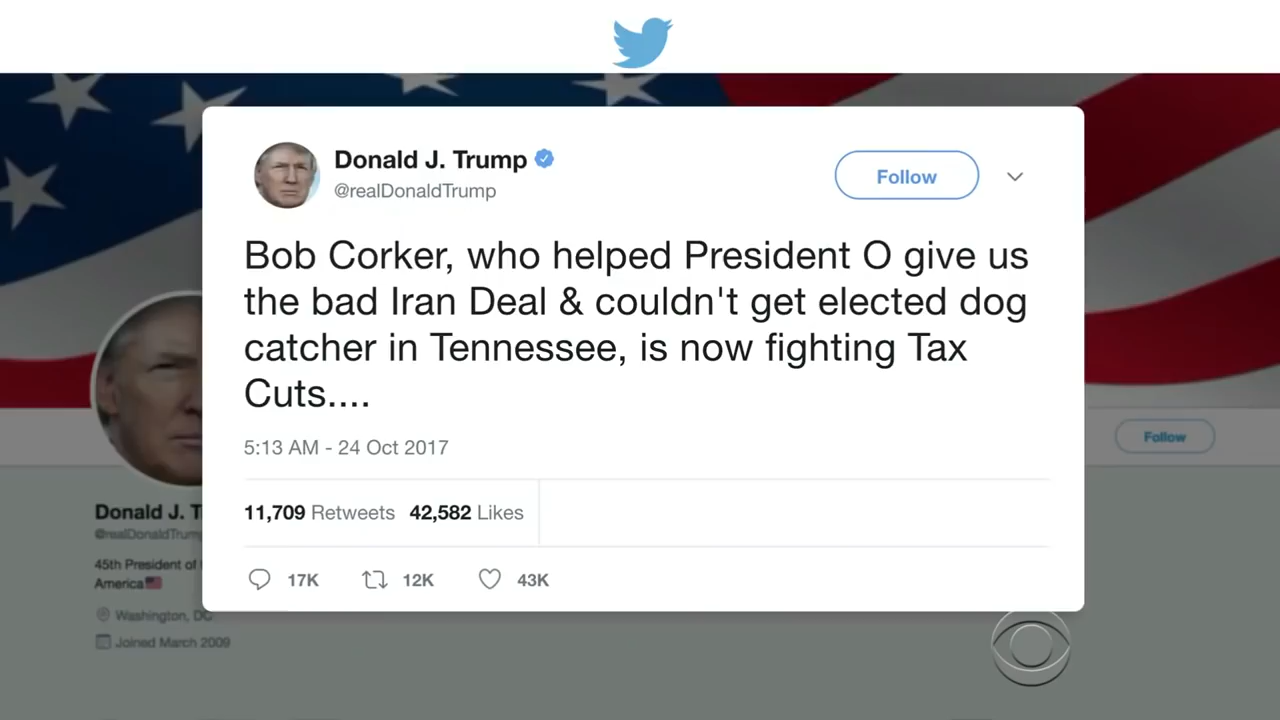 Donald J. Trump
@realDonaldTrump
Follow
Bob Corker, who helped President O give us
the bad Iran Deal & couldn't get elected dog
catcher in Tennessee, is now fighting Tax
Cuts....
5:13 AM - 24 Oct 2017
11,709 Retweets 42,582 Likes
17K 12K 43K
Follow
Donald J. T
@realDonaldTrum
45th President of
America
Washington, DC
Joined March 2009